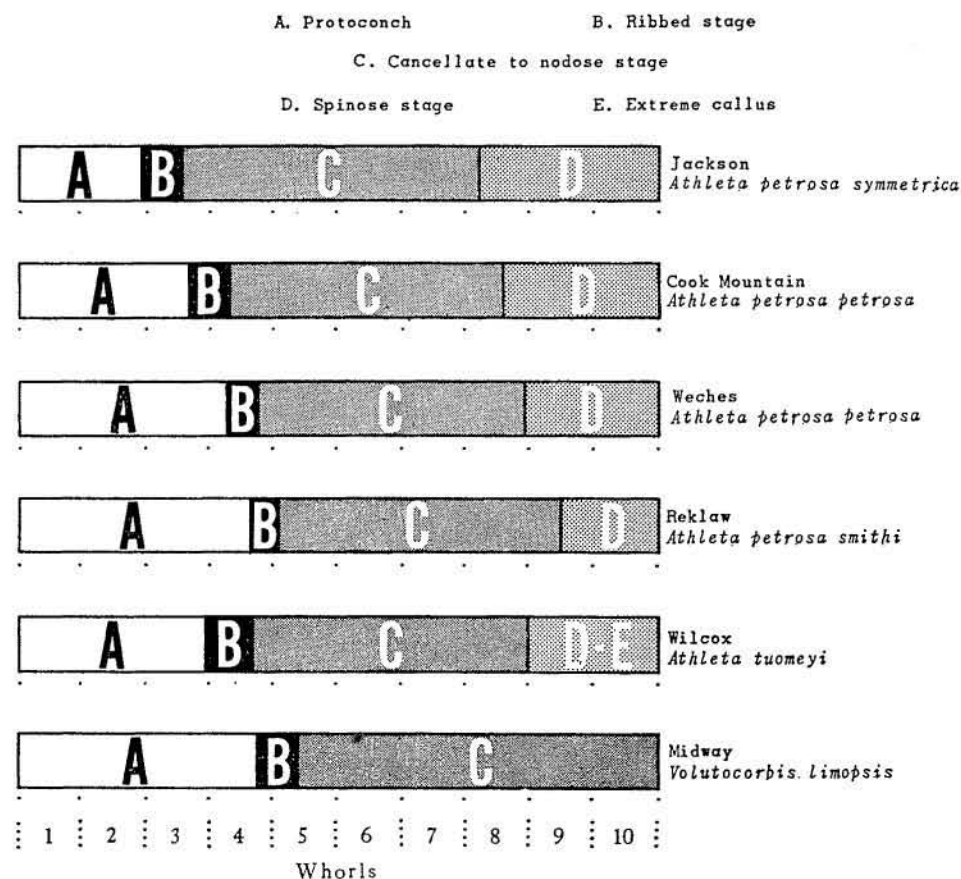 A. Protoconch B. Ribbed stage
C. Cancellate to nodose stage
D. Spinose stage E. Extreme callus
A B C D Jackson
Athleta petrosa symmetrica
A B C D Cook Mountain
Athleta petrosa petrosa
A B C D Weches
Athleta petrosa petrosa
A B C D Reklaw
Athleta petrosa smithi
A B C D-E Wilcox
Athleta tuomeyi
A B C Midway
Volutocorbis. limopsis
1 2 3 4 5 6 7 8 9 10
Whorls